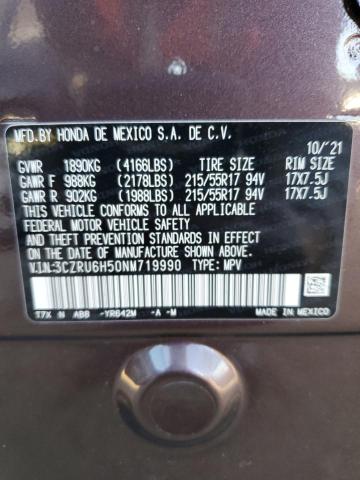 MFD. BY HONDA DE MEXICO S.A. DE C.V.
10/'21
GVWR 1890KG (4166LBS) TIRE SIZE RIM SIZE
GAWR F 988KG (2178LBS) 215/55R17 94V 17X7.5J
GAWR R 902KG (1988LBS) 215/55R17 94V 17X7.5J
THIS VEHICLE CONFORMS TO ALL APPLICABLE
FEDERAL MOTOR VEHICLE SAFETY
AND THEFT PREVENTION STANDARDS IN EFFECT
ON THE DATE OF MANUFACTURE SHOWN ABOVE.
V.I.N:3CZRU6H50NM719990 TYPE: MPV
T7X N ABB -YR642M -A -M
MADE IN
MEXICO